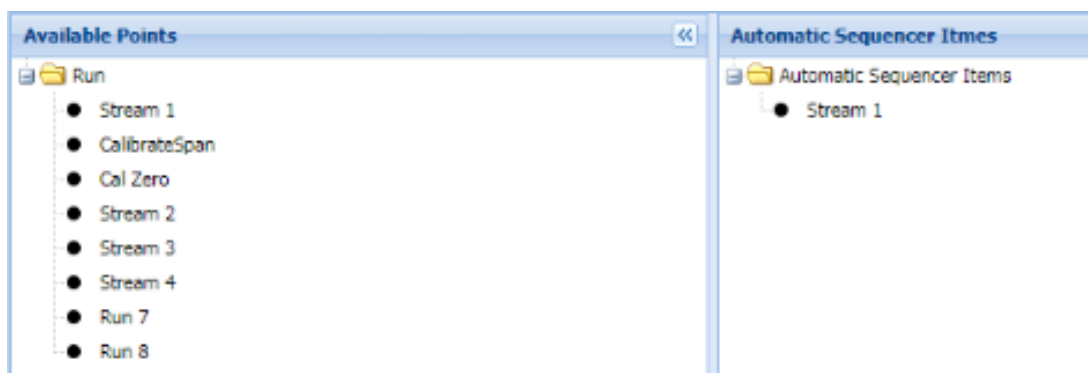 Available Points
Run
Stream 1
CalibrateSpan
Cal Zero
Stream 2
Stream 3
Stream 4
Run 7
Run 8
Automatic Sequencer Itmes
Automatic Sequencer Items
Stream 1